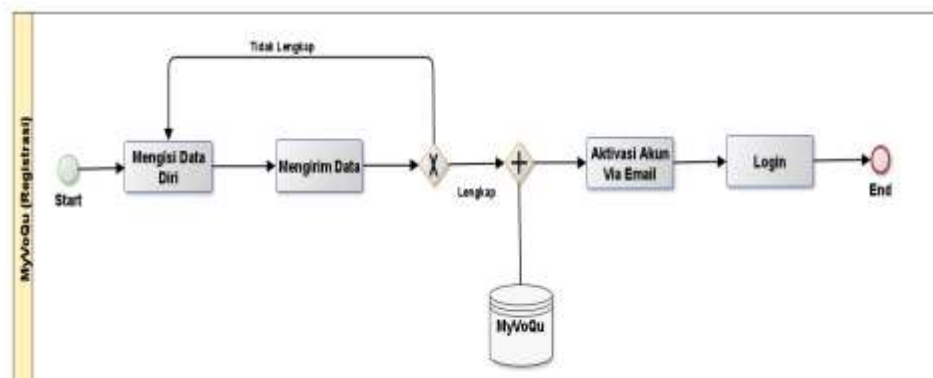 MyVoQu (Registrasi)
Tidak Lengkap
Start
Mengisi Data
Diri
Mengirim Data
X
Lengkap
+
Aktivasi Akun
Via Email
Login
End
MyVoQu